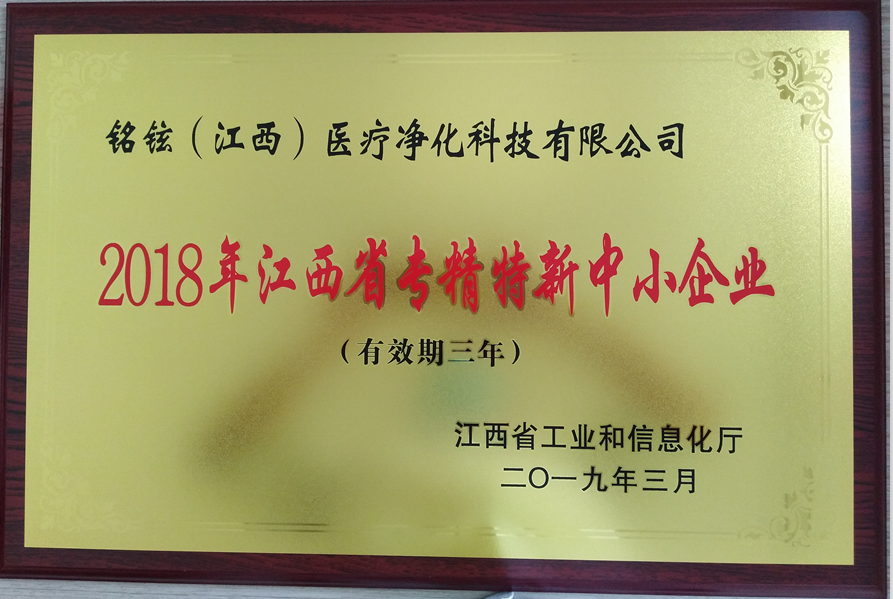 铭铉（江西）医疗净化科技有限公司
2018年江西省专精特新中小企业
（有效期三年）
江西省工业和信息化厅
二〇一九年三月